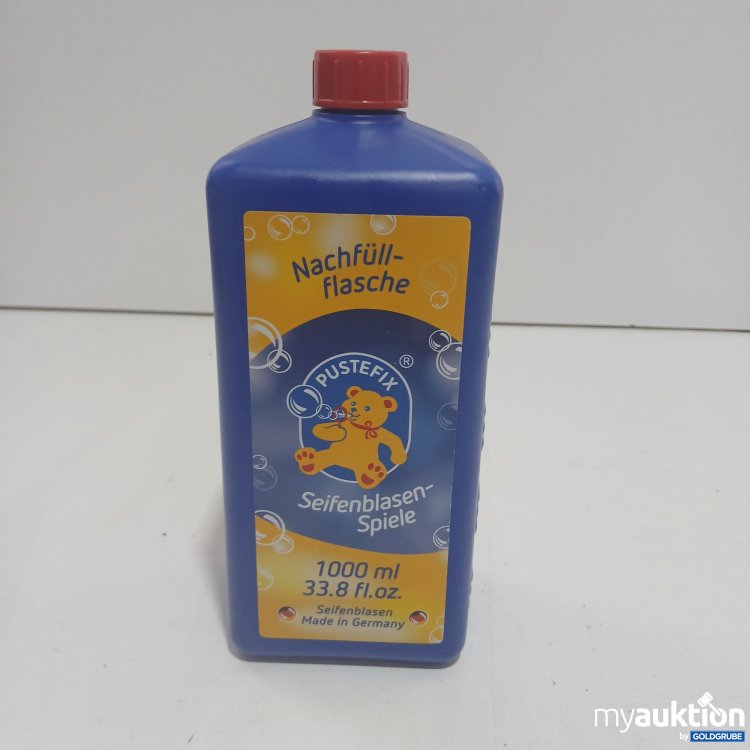 Nachfüll-
flasche
PUSTEFIX ®
Seifenblasen-
Spiele
1000 ml
33.8 fl.oz.
Seifenblasen
Made in Germany
myauktion
by GOLDGRUBE